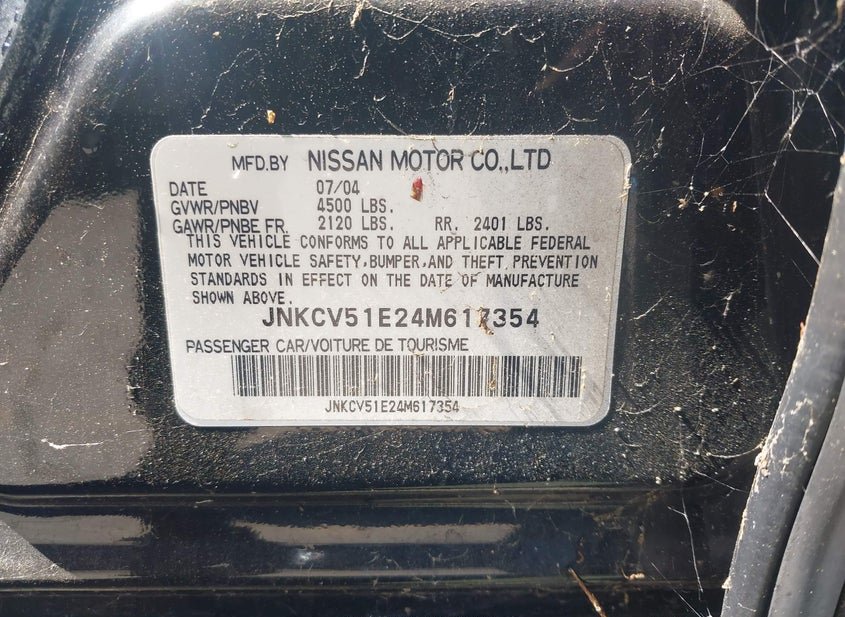 MFD.BY NISSAN MOTOR CO.,LTD
DATE 07/04
GVWR/PNBV 4500 LBS.
GAWR/PNBE FR. 2120 LBS. RR. 2401 LBS.
THIS VEHICLE CONFORMS TO ALL APPLICABLE FEDERAL
MOTOR VEHICLE SAFETY,BUMPER,AND THEFT PREVENTION
STANDARDS IN EFFECT ON THE DATE OF MANUFACTURE
SHOWN ABOVE.
JNKCV51E24M617354
PASSENGER CAR/VOITURE DE TOURISME
JNKCV51E24M617354